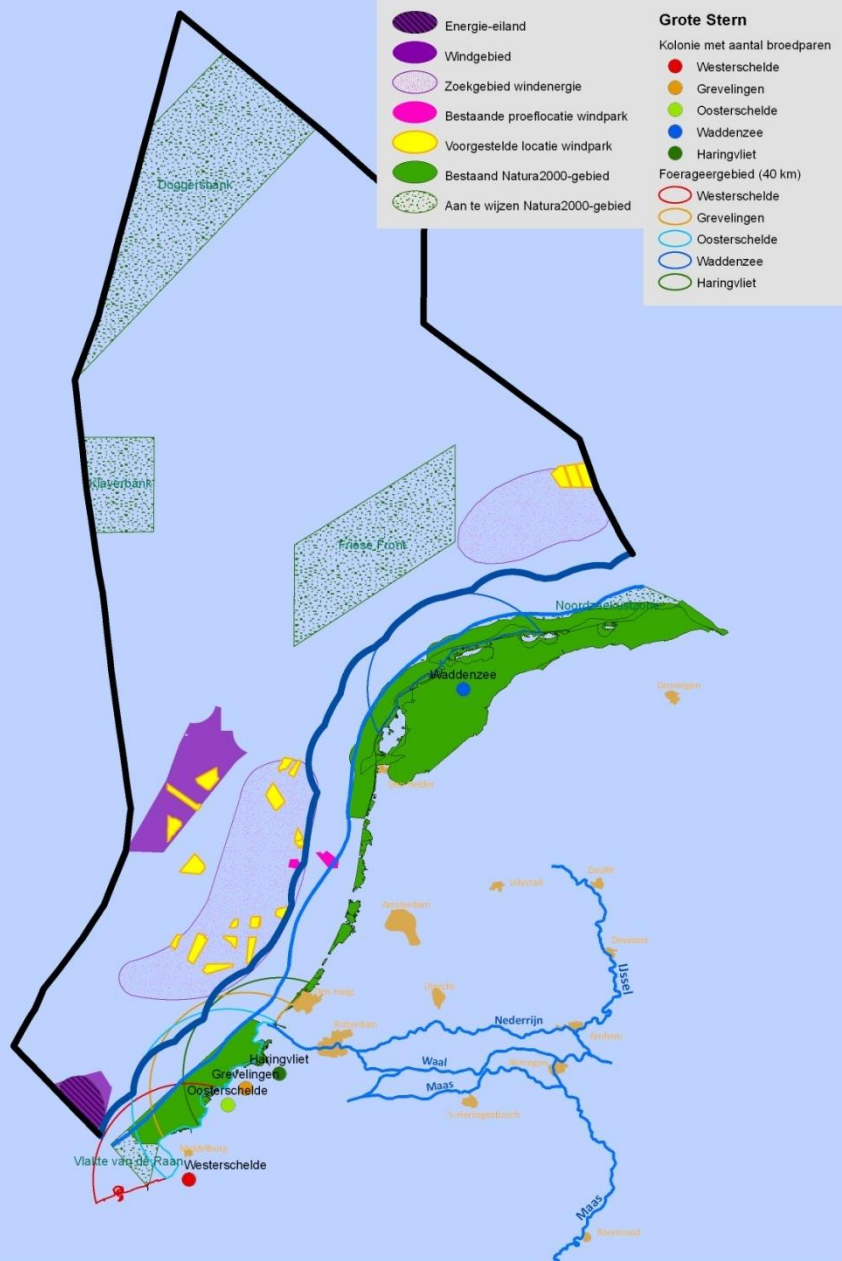 Energie-eiland
Windgebied
Zoekgebied windenergie
Bestaande proeflocatie windpark
Voorgestelde locatie windpark
Bestaand Natura2000-gebied
Aan te wijzen Natura2000-gebied
Grote Stern
Kolonie met aantal broedparen
Westerschelde
Grevelingen
Oosterschelde
Waddenzee
Haringvliet
Foerageergebied (40 km)
Westerschelde
Grevelingen
Oosterschelde
Waddenzee
Haringvliet
Doggersbank
Klaverbank
Friese Front
Noordzeekustzone
Waddenzee
Groningen
Den Helder
Lelystad
Zwolle
Amsterdam
Deventer
IJssel
Utrecht
Den Haag
Nederrijn
Rotterdam
Arnhem
Waal
Nijmegen
Maas
's-Hertogenbosch
Haringvliet
Grevelingen
Oosterschelde
Middelburg
Vlakte van de Raan
Westerschelde
Maas
Roermond